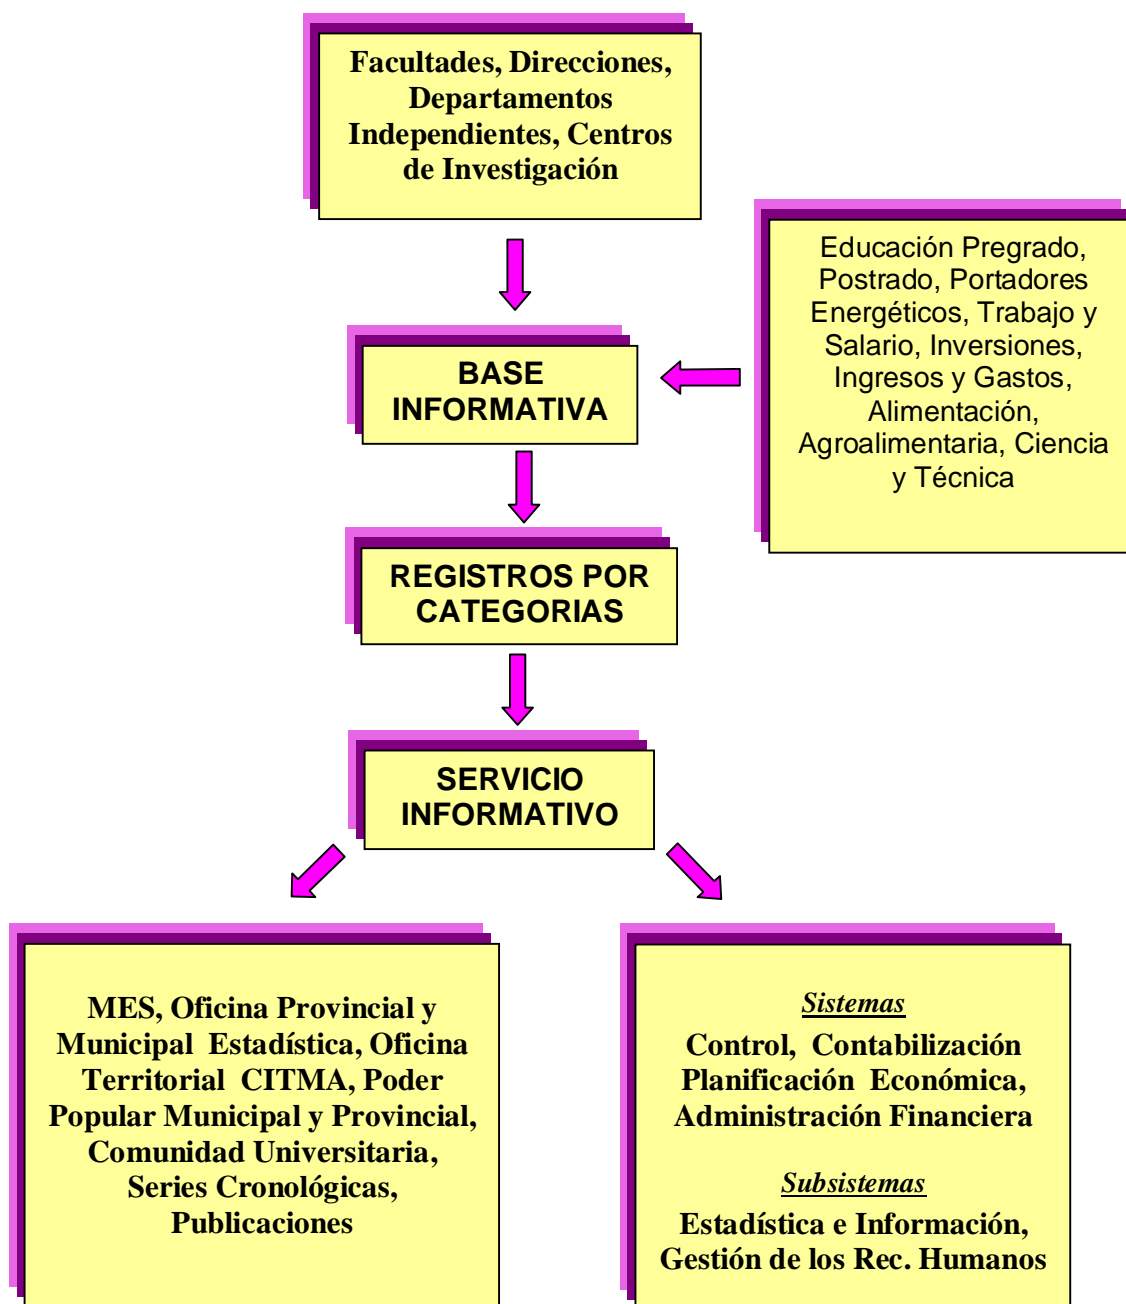 Facultades, Direcciones,
Departamentos
Independientes, Centros
de Investigación
Educación Pregrado,
Postrado, Portadores
Energéticos, Trabajo y
Salario, Inversiones,
Ingresos y Gastos,
Alimentación,
Agroalimentaria, Ciencia
y Técnica
BASE
INFORMATIVA
REGISTROS POR
CATEGORIAS
SERVICIO
INFORMATIVO
MES, Oficina Provincial y
Municipal Estadística, Oficina
Territorial CITMA, Poder
Popular Municipal y Provincial,
Comunidad Universitaria,
Series Cronológicas,
Publicaciones
Sistemas
Control, Contabilización
Planificación Económica,
Administración Financiera
Subsistemas
Estadística e Información,
Gestión de los Rec. Humanos